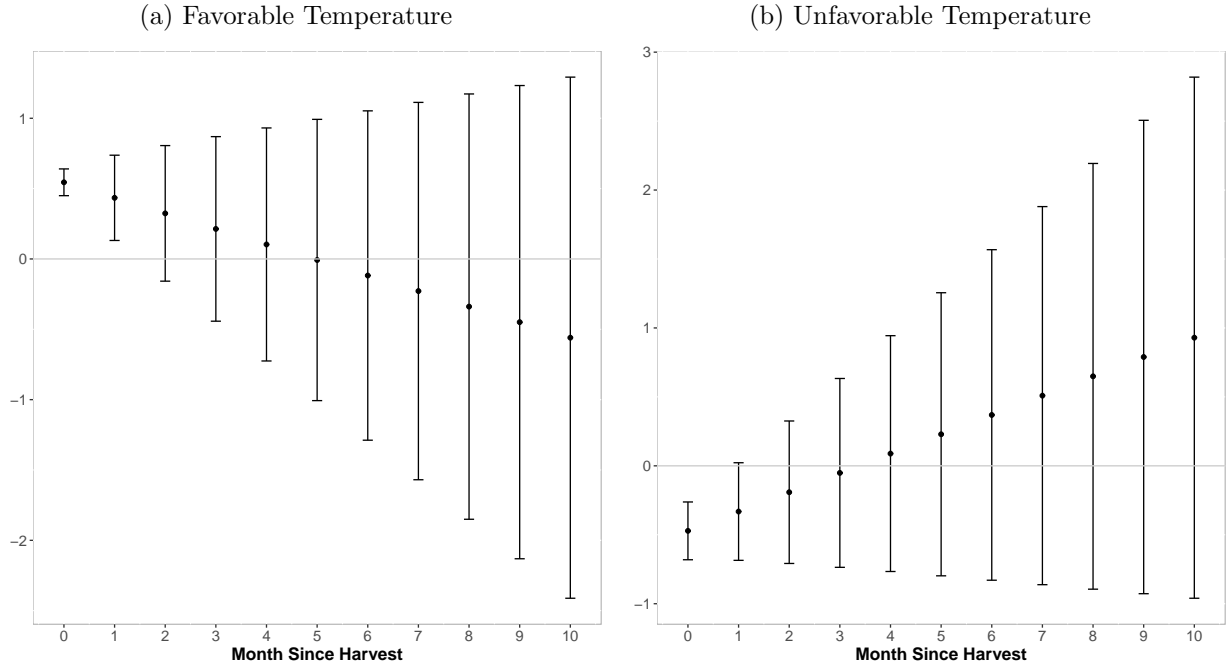 (a) Favorable Temperature
1
0
−1
−2
0 1 2 3 4 5 6 7 8 9 10
Month Since Harvest
(b) Unfavorable Temperature
3
2
1
0
−1
0 1 2 3 4 5 6 7 8 9 10
Month Since Harvest